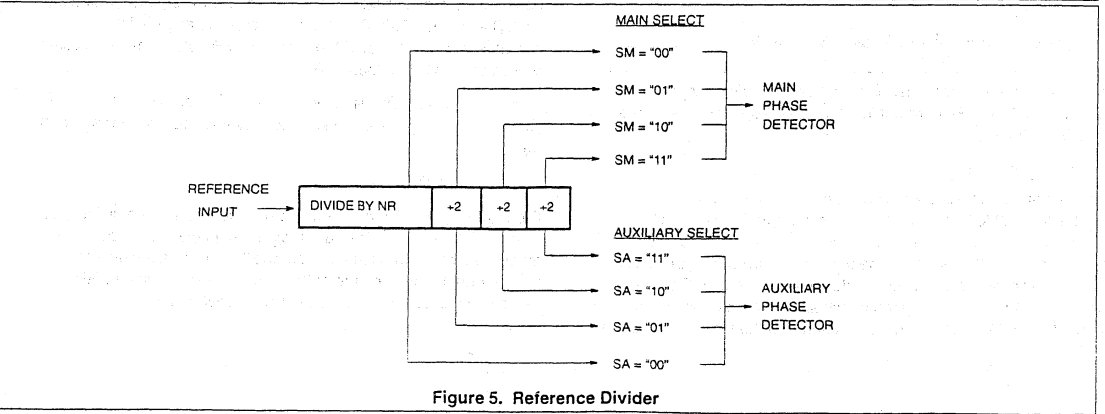 MAIN SELECT
SM = "00"
SM = "01"
SM = "10"
SM = "11"
MAIN
PHASE
DETECTOR
REFERENCE
INPUT
DIVIDE BY NR
÷2
÷2
÷2
AUXILIARY SELECT
SA = "11"
SA = "10"
SA = "01"
SA = "00"
AUXILIARY
PHASE
DETECTOR
Figure 5. Reference Divider